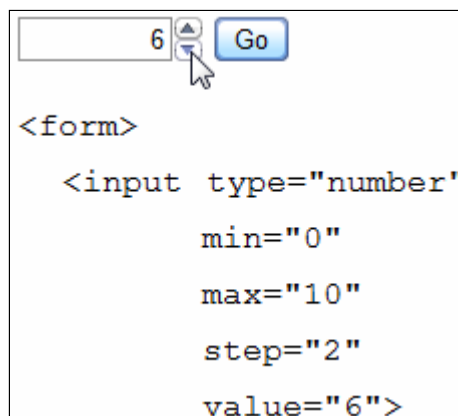 6 Go
<form>
<input type="number"
min="0"
max="10"
step="2"
value="6">